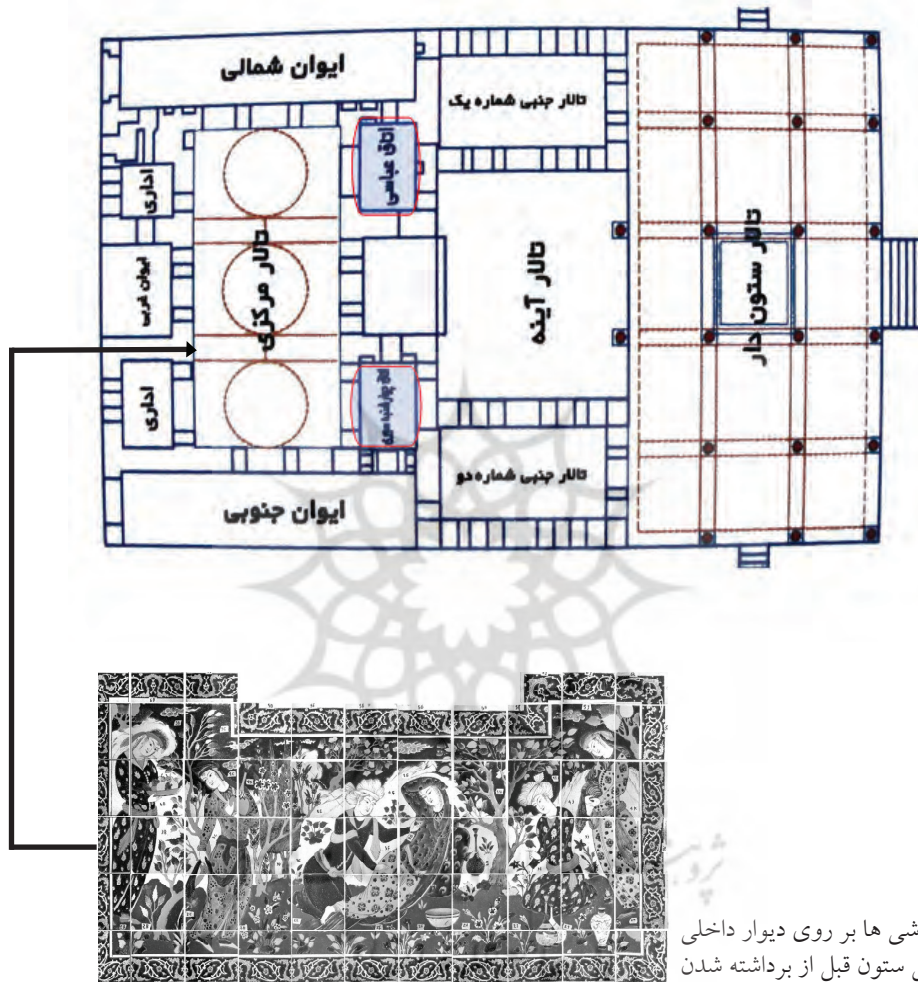 ایوان شمالی
تالار جنبی شماره یک
اتاق عباسی
اداری
تالار مرکزی
تالار آینه
تالار ستون دار
ایوان غربی
اداری
تالار جنبی شماره دو
ایوان جنوبی
شی ها بر روی دیوار داخلی
ستون قبل از برداشته شدن